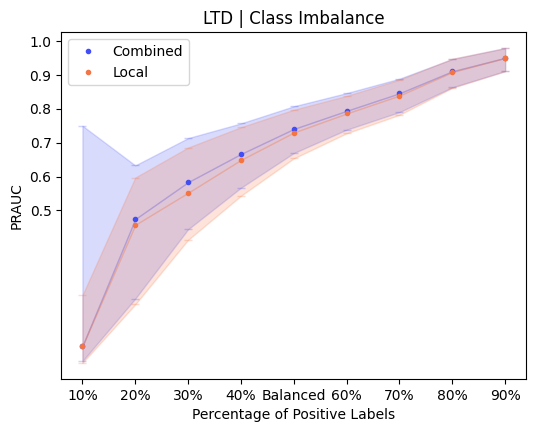 LTD | Class Imbalance
Combined
Local
1.0
0.9
0.8
0.7
0.6
0.5
PRAUC
10% 20% 30% 40% Balanced 60% 70% 80% 90%
Percentage of Positive Labels